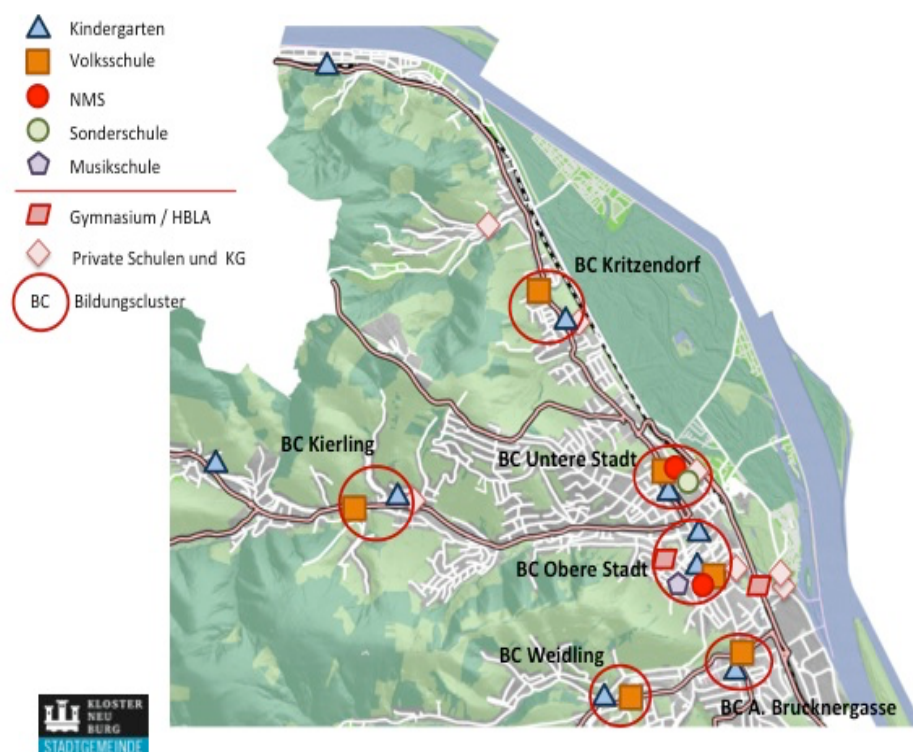 Kindergarten
Volksschule
NMS
Sonderschule
Musikschule
Gymnasium / HBLA
Private Schulen und KG
BC Bildungscluster
BC Kritzendorf
BC Kierling
BC Untere Stadt
BC Obere Stadt
BC Weidling
BC A. Brucknergasse
KLOSTER
NEU
BURG
STADTGEMEINDE